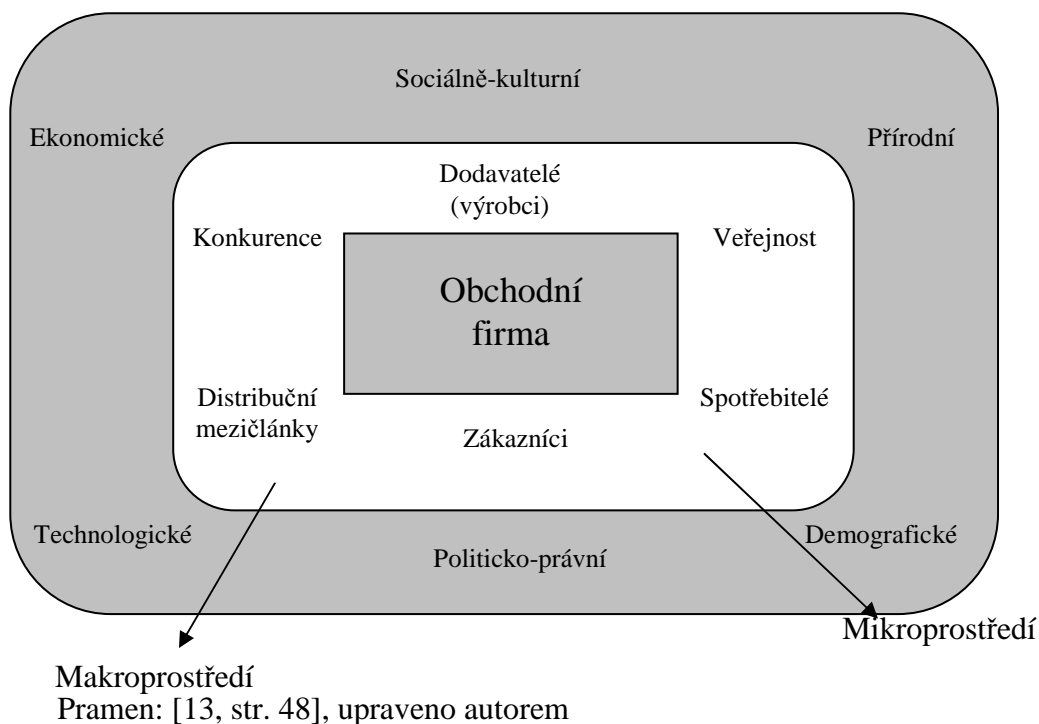 Sociálně-kulturní
Ekonomické
Přírodní
Dodavatelé
(výrobci)
Konkurence
Veřejnost
Obchodní
firma
Distribuční
mezičlánky
Spotřebitelé
Zákazníci
Technologické
Politicko-právní
Demografické
Mikroprostředí
Makroprostředí
Pramen: [13, str. 48], upraveno autorem